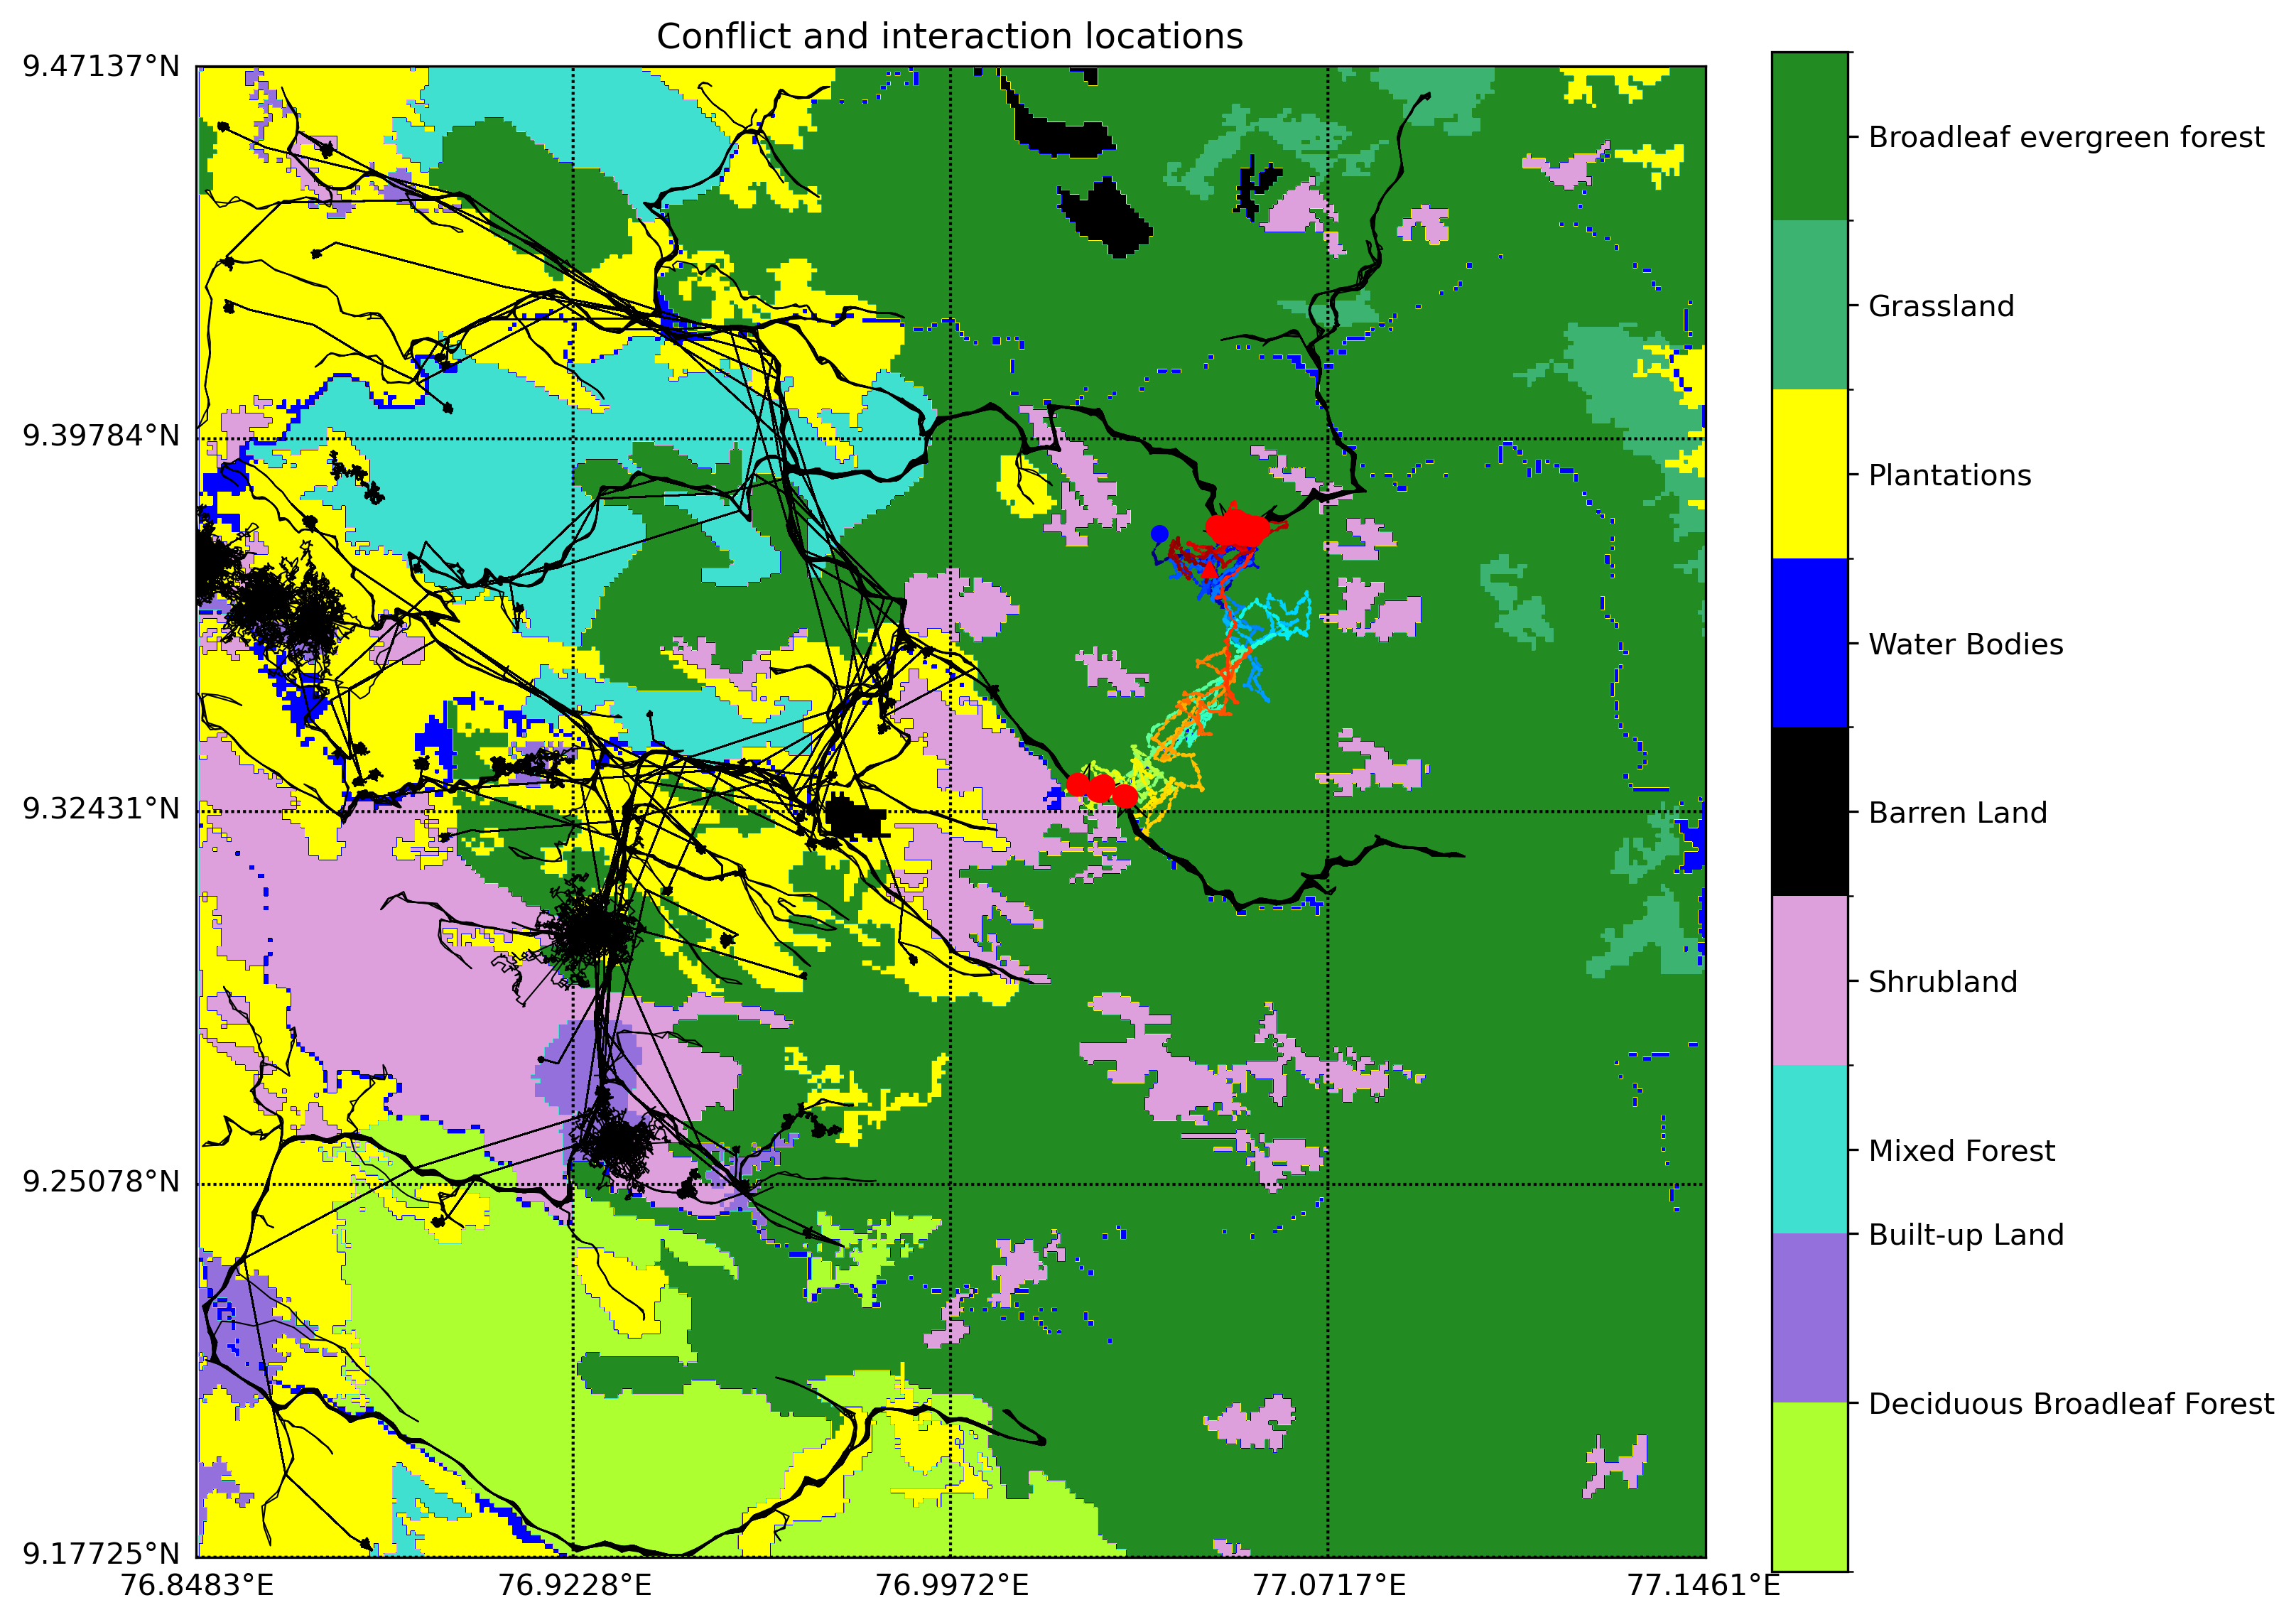 Conflict and interaction locations
9.47137°N
9.39784°N
9.32431°N
9.25078°N
9.17725°N
76.8483°E
76.9228°E
76.9972°E
77.0717°E
77.1461°E
Broadleaf evergreen forest
Grassland
Plantations
Water Bodies
Barren Land
Shrubland
Mixed Forest
Built-up Land
Deciduous Broadleaf Forest